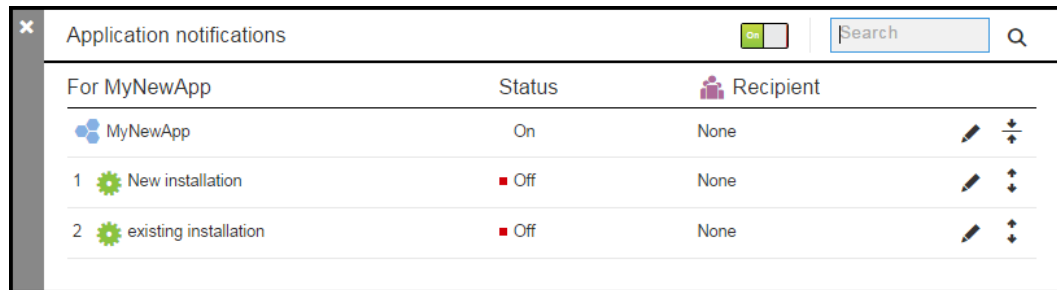 Application notifications On Search
For MyNewApp Status Recipient
MyNewApp On None
1 New installation Off None
2 existing installation Off None